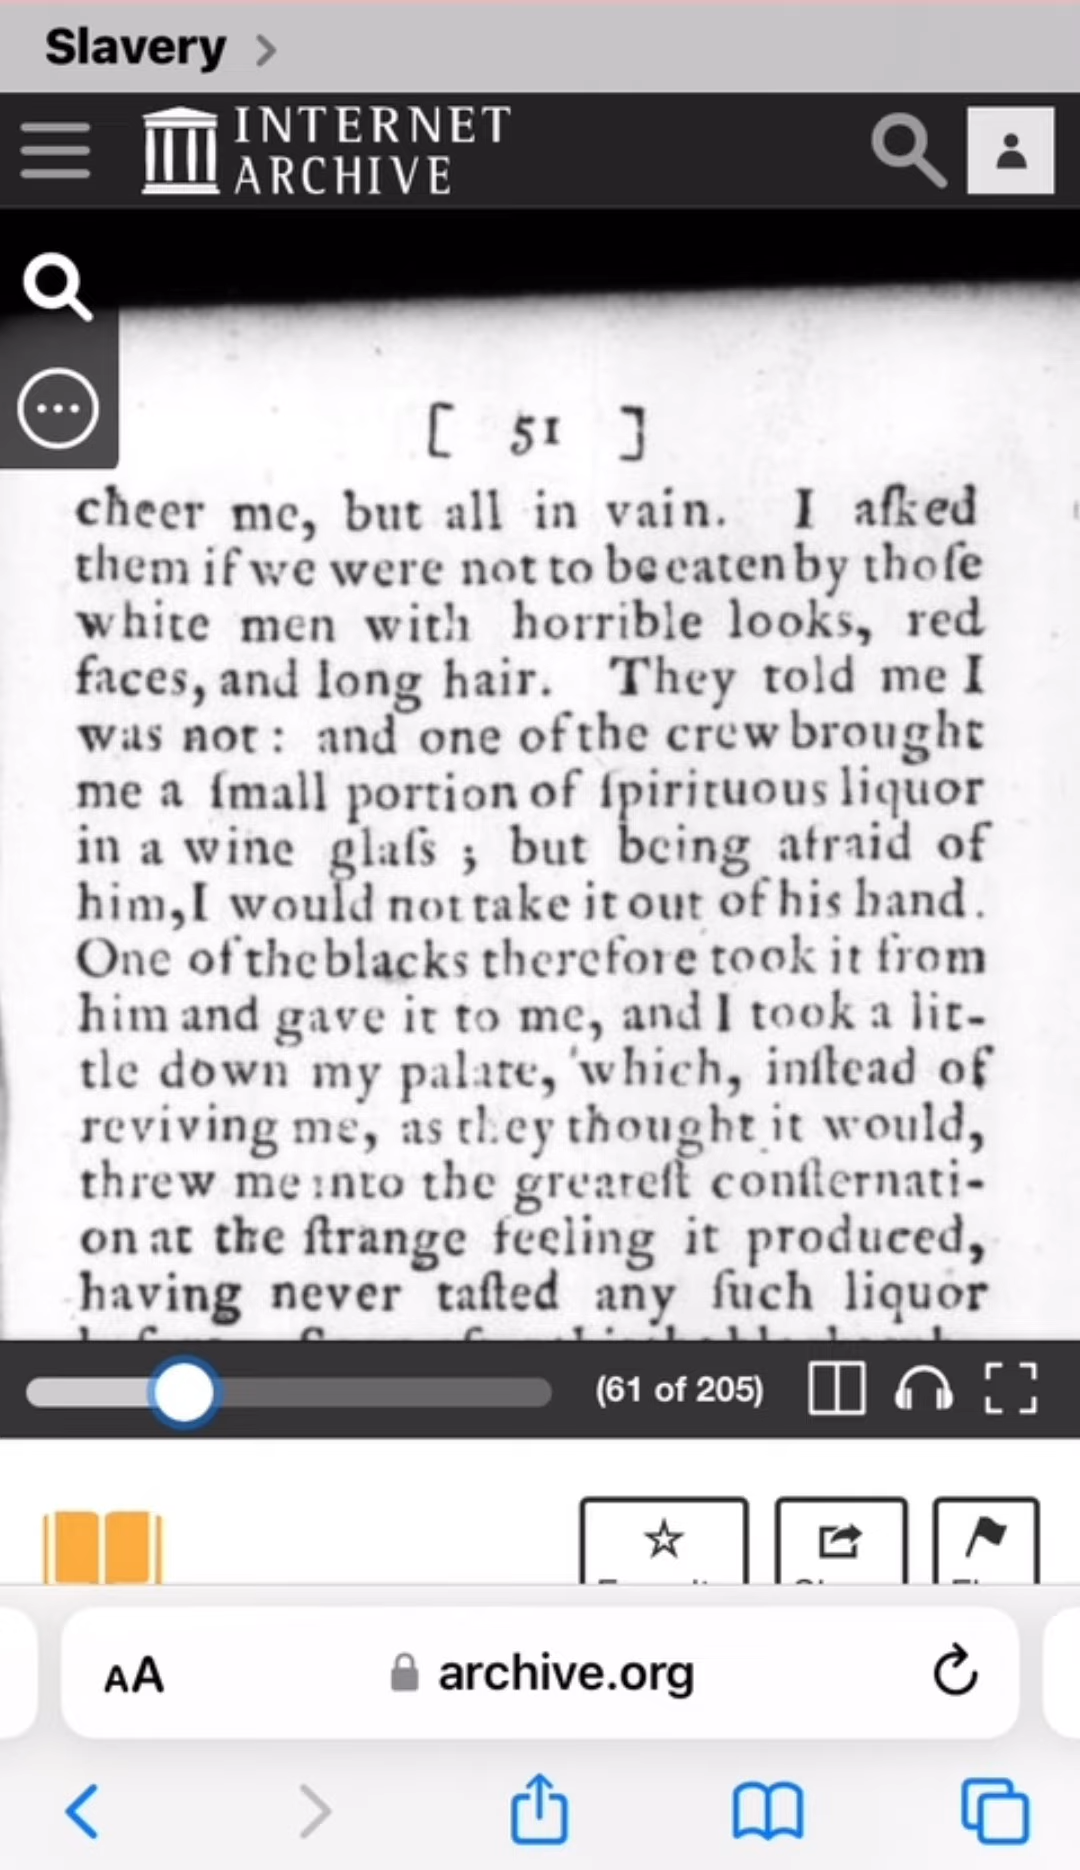 Slavery
INTERNET
ARCHIVE
[ 51 ]
cheer me, but all in vain. I aſked
them if we were not to be eaten by thoſe
white men with horrible looks, red
faces, and long hair. They told me I
was not: and one of the crew brought
me a ſmall portion of ſpirituous liquor
in a wine glaſs; but being afraid of
him, I would not take it out of his hand.
One of the blacks therefore took it from
him and gave it to me, and I took a lit-
tle down my palate, which, inſtead of
reviving me, as they thought it would,
threw me into the greateſt conſternati-
on at the ſtrange feeling it produced,
having never taſted any ſuch liquor
(61 of 205)
AA
archive.org